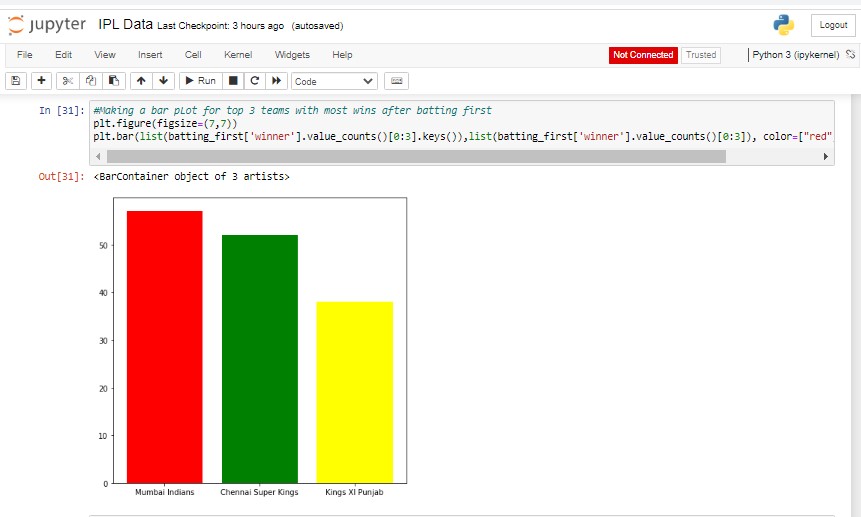 jupyter IPL Data Last Checkpoint: 3 hours ago (autosaved)
Logout
File Edit View Insert Cell Kernel Widgets Help
Not Connected Trusted Python 3 (ipykernel)
Run Code
In [31]: #Making a bar pLot for top 3 teams with most wins after batting first
plt.figure(figsize=(7,7))
plt.bar(list(batting_first['winner'].value_counts()[0:3].keys()),list(batting_first['winner'].value_counts()[0:3]), color=["red"
Out[31]: <BarContainer object of 3 artists>
50
40
30
20
10
0
Mumbai Indians Chennai Super Kings Kings XI Punjab